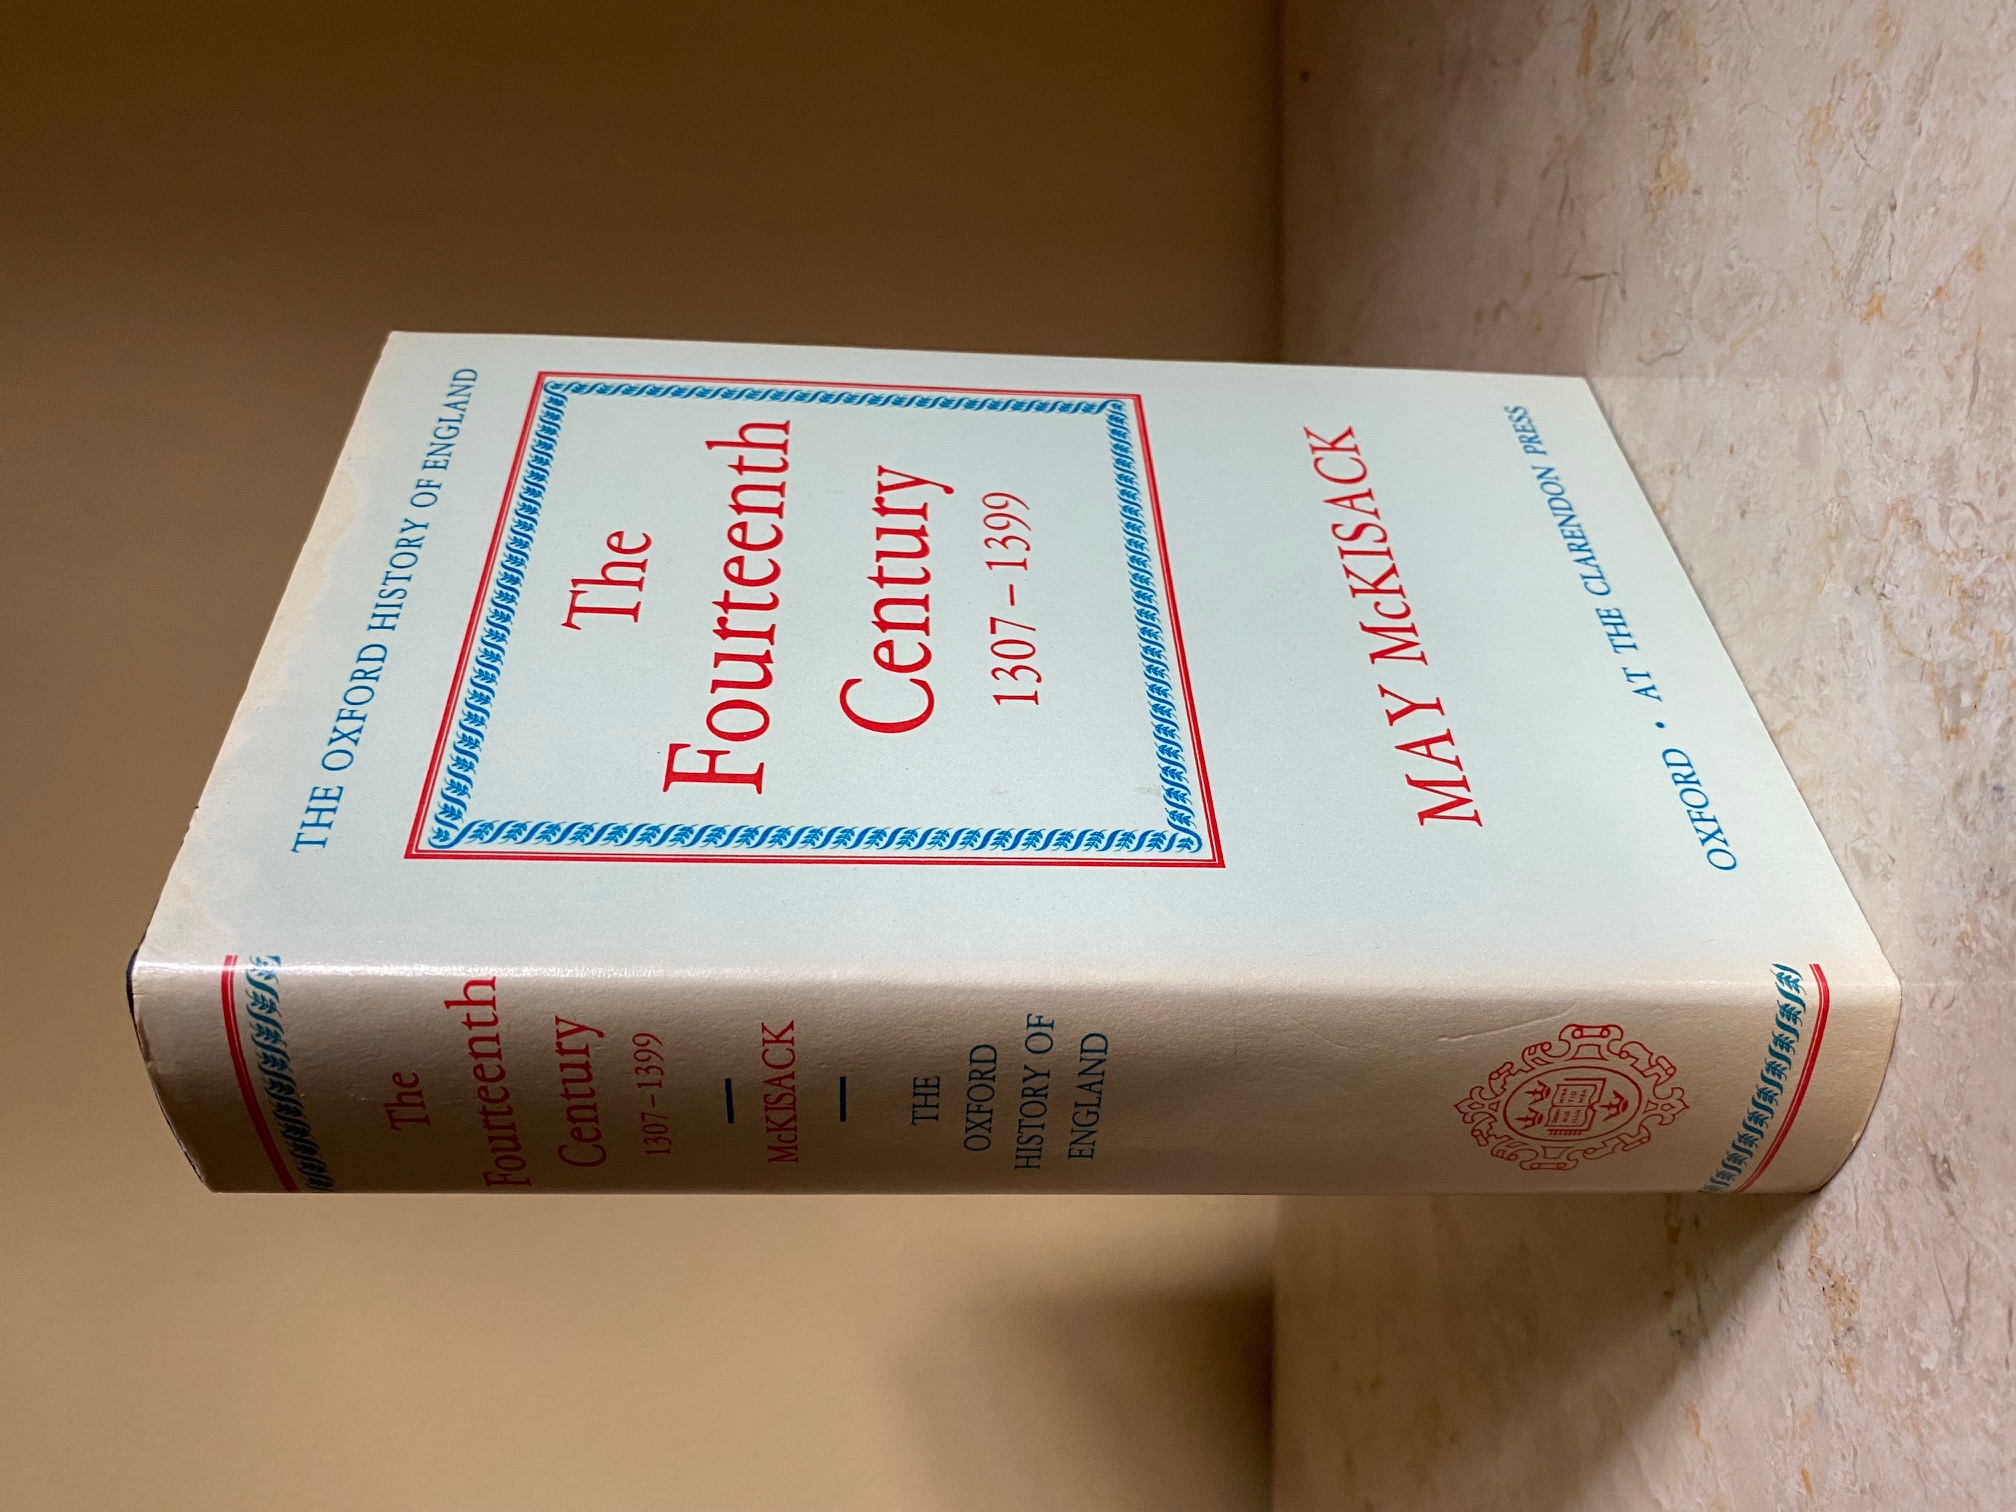 THE OXFORD HISTORY OF ENGLAND
The
Fourteenth
Century
1307–1399
MAY McKISACK
OXFORD • AT THE CLARENDON PRESS
The
Fourteenth
Century
1307–1399
McKISACK
THE
OXFORD
HISTORY OF
ENGLAND